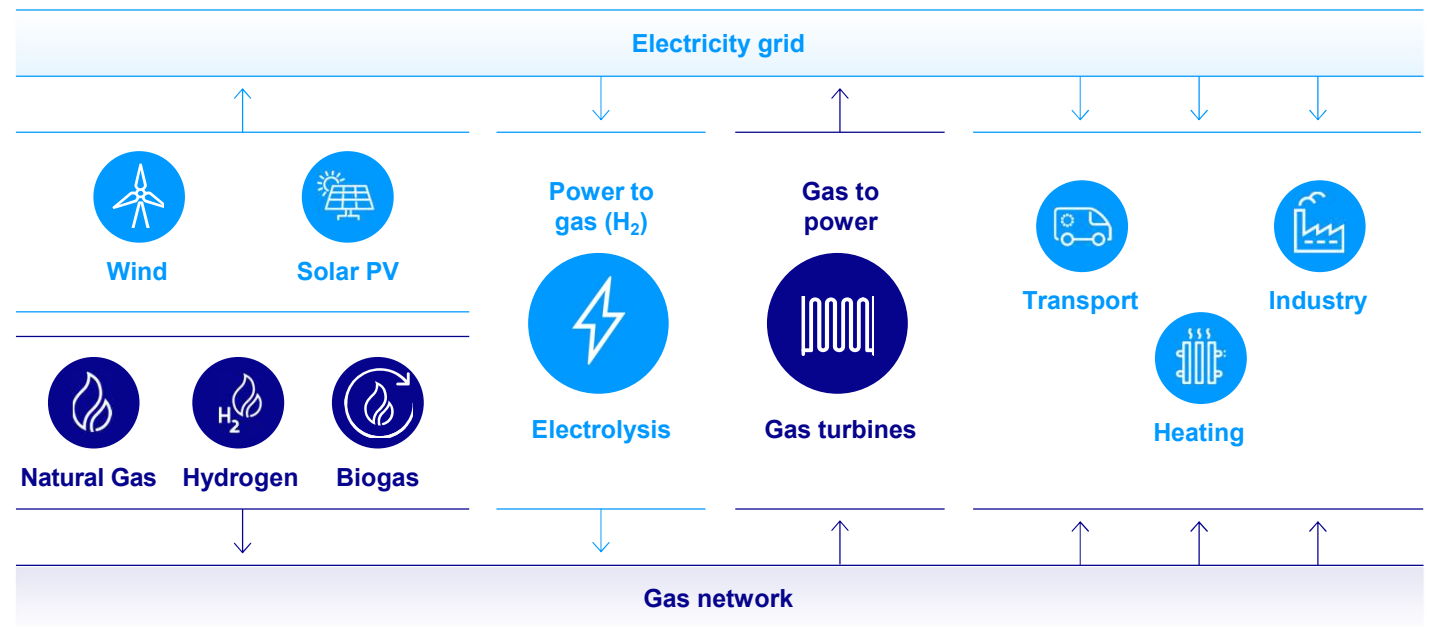 Electricity grid
Wind
Solar PV
Natural Gas
H₂
Hydrogen
Biogas
Power to
gas (H₂)
Electrolysis
Gas to
power
Gas turbines
Transport
Industry
Heating
Gas network